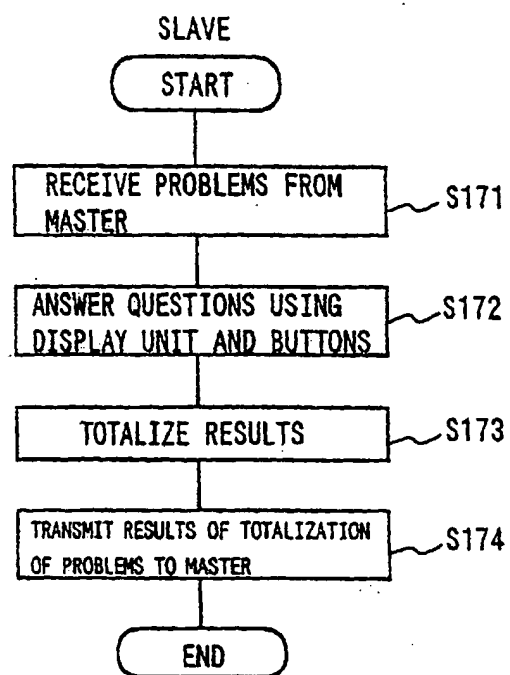 SLAVE
START
RECEIVE PROBLEMS FROM
MASTER
S171
ANSWER QUESTIONS USING
DISPLAY UNIT AND BUTTONS
S172
TOTALIZE RESULTS
S173
TRANSMIT RESULTS OF TOTALIZATION
OF PROBLEMS TO MASTER
S174
END